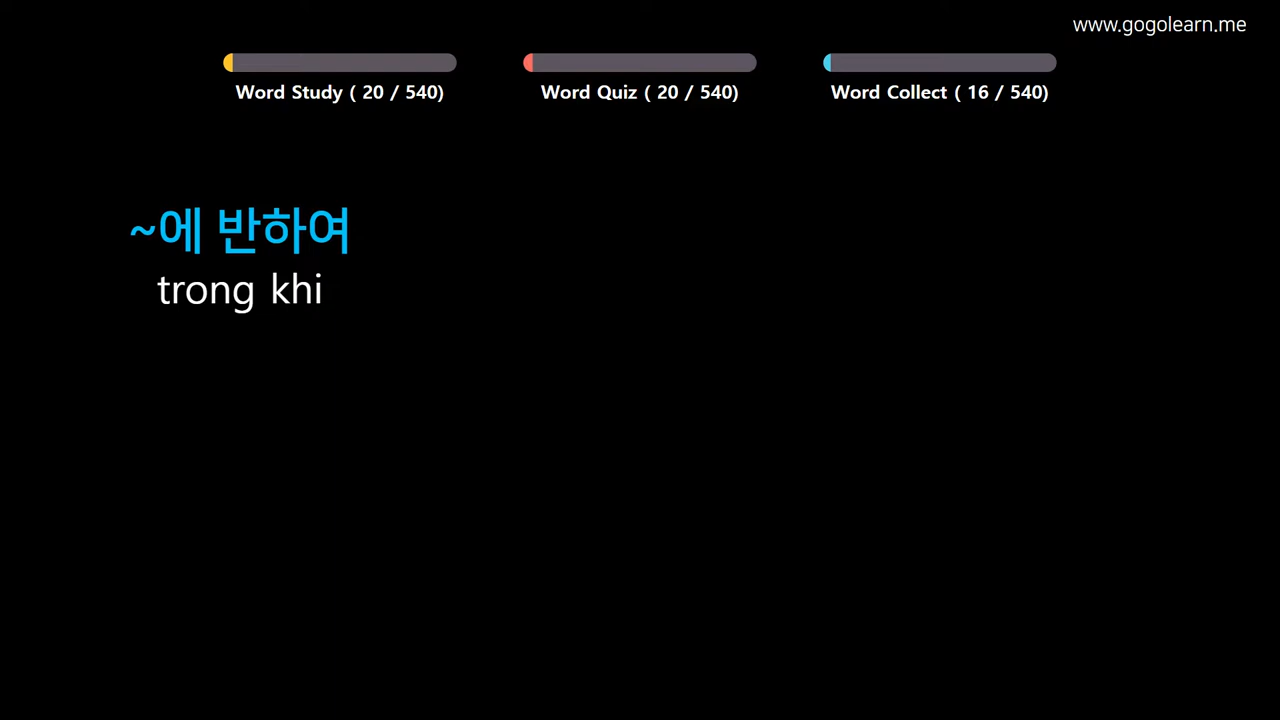 www.gogolearn.me
Word Study ( 20 / 540)
Word Quiz ( 20 / 540)
Word Collect ( 16 / 540)
~에 반하여
trong khi